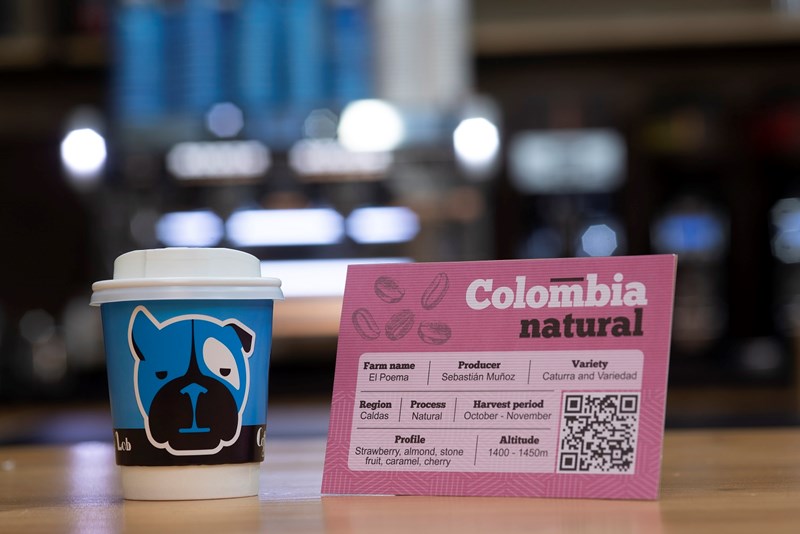 Colombia
natural
Farm name
El Poema
Producer
Sebastián Muñoz
Variety
Caturra and Variedad
Region
Caldas
Process
Natural
Harvest period
October - November
Profile
Strawberry, almond, stone
fruit, caramel, cherry
Altitude
1400 - 1450m